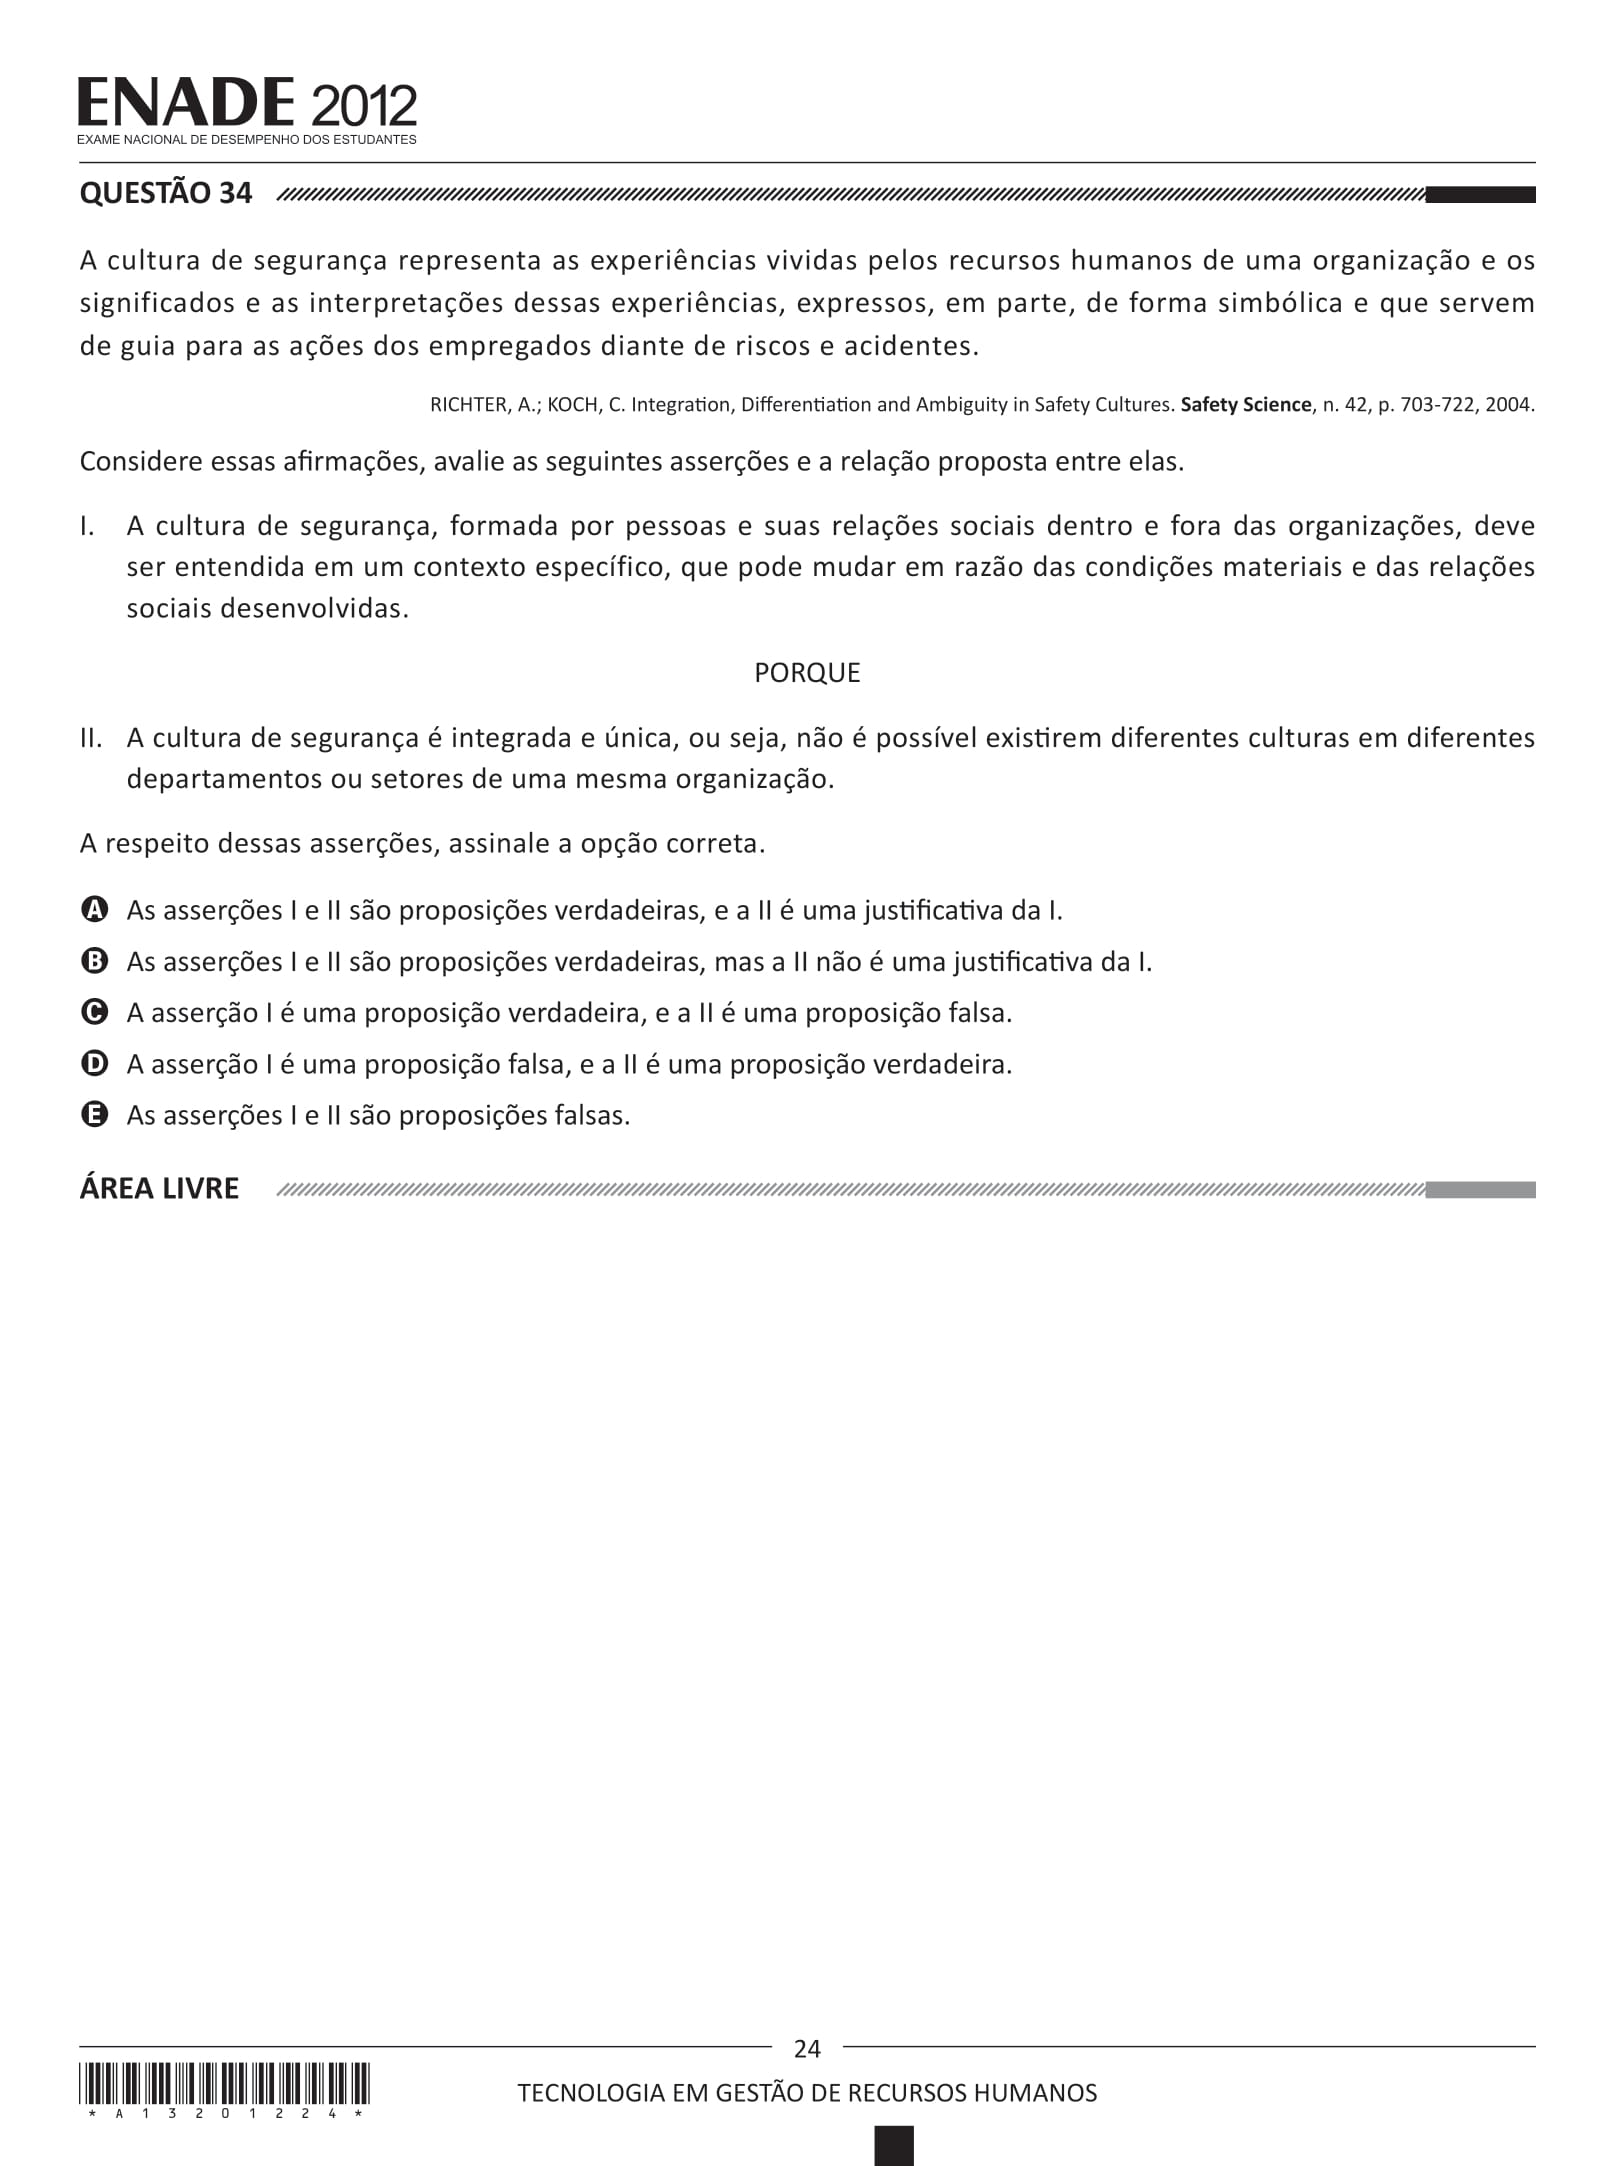 ENADE 2012
EXAME NACIONAL DE DESEMPENHO DOS ESTUDANTES
QUESTÃO 34
A cultura de segurança representa as experiências vividas pelos recursos humanos de uma organização e os
significados e as interpretações dessas experiências, expressos, em parte, de forma simbólica e que servem
de guia para as ações dos empregados diante de riscos e acidentes.
RICHTER, A.; KOCH, C. Integration, Differentiation and Ambiguity in Safety Cultures. Safety Science, n. 42, p. 703-722, 2004.
Considere essas afirmações, avalie as seguintes asserções e a relação proposta entre elas.
I. A cultura de segurança, formada por pessoas e suas relações sociais dentro e fora das organizações, deve
ser entendida em um contexto específico, que pode mudar em razão das condições materiais e das relações
sociais desenvolvidas.
PORQUE
II. A cultura de segurança é integrada e única, ou seja, não é possível existirem diferentes culturas em diferentes
departamentos ou setores de uma mesma organização.
A respeito dessas asserções, assinale a opção correta.
A As asserções I e II são proposições verdadeiras, e a II é uma justificativa da I.
B As asserções I e II são proposições verdadeiras, mas a II não é uma justificativa da I.
C A asserção I é uma proposição verdadeira, e a II é uma proposição falsa.
D A asserção I é uma proposição falsa, e a II é uma proposição verdadeira.
E As asserções I e II são proposições falsas.
ÁREA LIVRE
24
TECNOLOGIA EM GESTÃO DE RECURSOS HUMANOS
* A 1 3 2 0 1 2 2 4 *